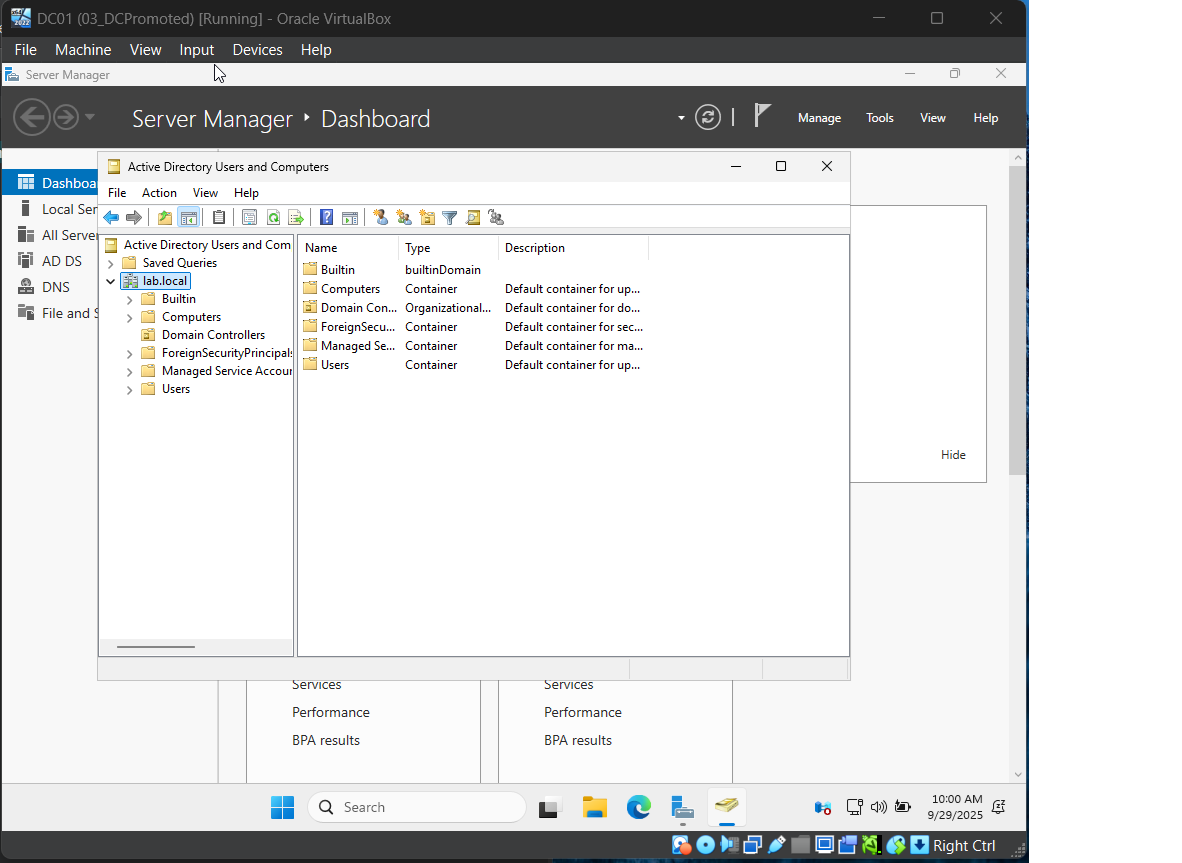 DC01 (03_DCPromoted) [Running] - Oracle VirtualBox
File Machine View Input Devices Help
Server Manager
Server Manager Dashboard
Manage Tools View Help
Dashboa
Local Ser
All Server
AD DS
DNS
File and S
Active Directory Users and Computers
File Action View Help
Active Directory Users and Com
Saved Queries
lab.local
Builtin
Computers
Domain Controllers
ForeignSecurityPrincipals
Managed Service Accour
Users
Name Type Description
Builtin builtinDomain
Computers Container Default container for up...
Domain Con... Organizational... Default container for do...
ForeignSecu... Container Default container for sec...
Managed Se... Container Default container for ma...
Users Container Default container for up...
Hide
Services
Performance
BPA results
Services
Performance
BPA results
Search
10:00 AM
9/29/2025
Right Ctrl